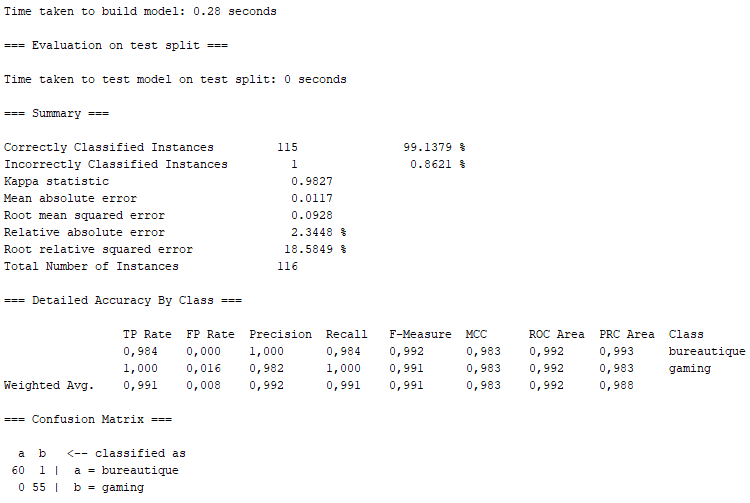 Time taken to build model: 0.28 seconds
=== Evaluation on test split ===
Time taken to test model on test split: 0 seconds
=== Summary ===
Correctly Classified Instances         115               99.1379 %
Incorrectly Classified Instances         1                0.8621 %
Kappa statistic                          0.9827
Mean absolute error                      0.0117
Root mean squared error                  0.0928
Relative absolute error                  2.3448 %
Root relative squared error             18.5849 %
Total Number of Instances              116
=== Detailed Accuracy By Class ===
                 TP Rate  FP Rate  Precision  Recall   F-Measure  MCC      ROC Area  PRC Area  Class
                 0,984    0,000    1,000      0,984    0,992      0,983    0,992     0,993     bureautique
                 1,000    0,016    0,982      1,000    0,991      0,983    0,992     0,983     gaming
Weighted Avg.    0,991    0,008    0,992      0,991    0,991      0,983    0,992     0,988
=== Confusion Matrix ===
  a  b   <-- classified as
 60  1 |  a = bureautique
  0 55 |  b = gaming